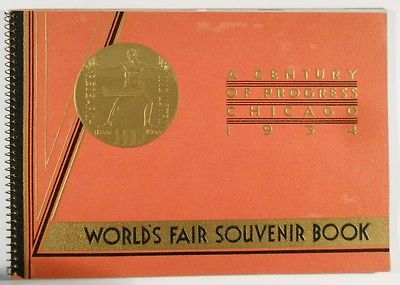 A CENTURY
OF PROGRESS
CHICAGO
1934
WORLD'S FAIR SOUVENIR BOOK